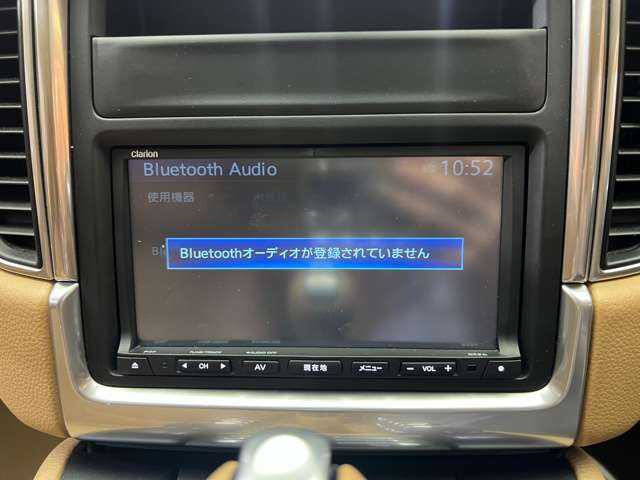 clarion
Bluetooth Audio 10:52
使用機器
Bluetoothオーディオが登録されていません
CH AV 現在地 メニュー − VOL +